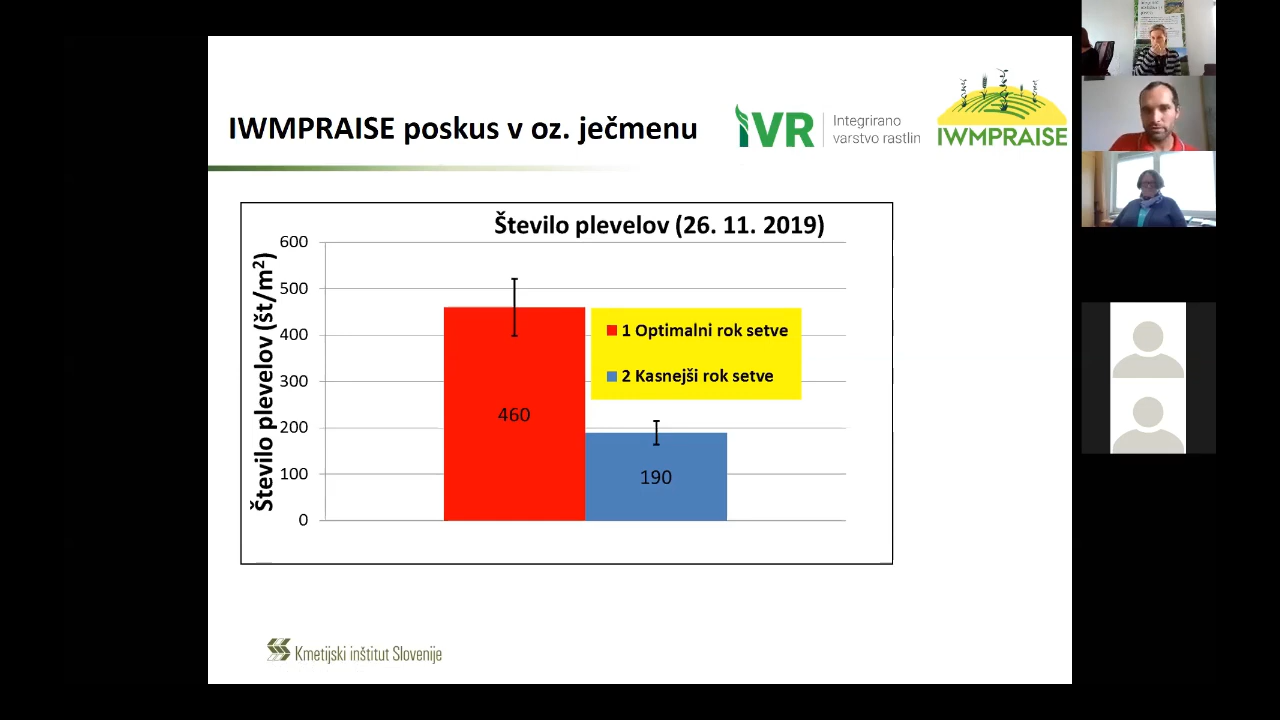 IWMPRAISE poskus v oz. ječmenu
IVR
Integrirano
varstvo rastlin
IWMPRAISE
Število plevelov (26. 11. 2019)
Število plevelov (št/m²)
600
500
400
300
200
100
0
460
190
1 Optimalni rok setve
2 Kasnejši rok setve
Kmetijski inštitut Slovenije